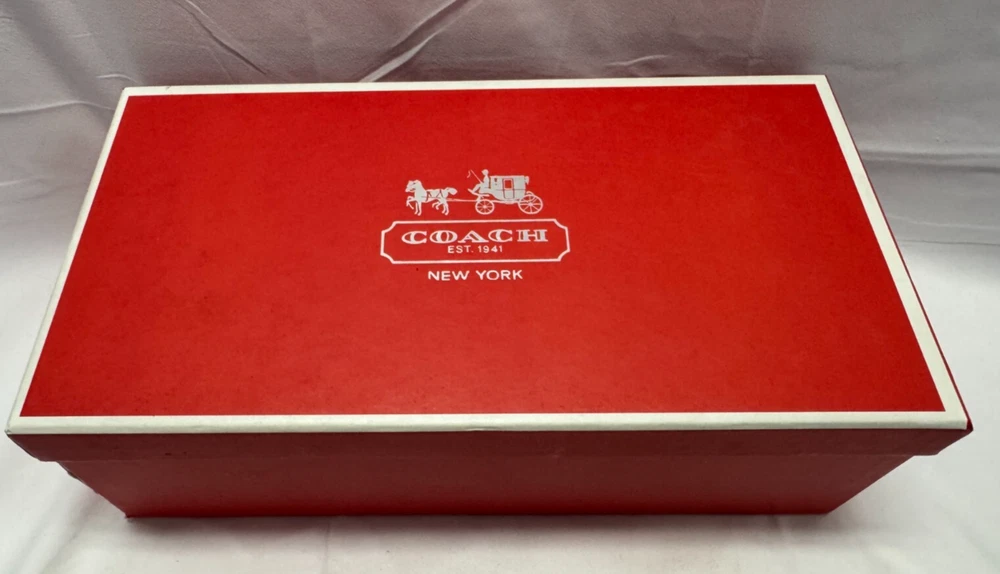 COACH
EST. 1941
NEW YORK